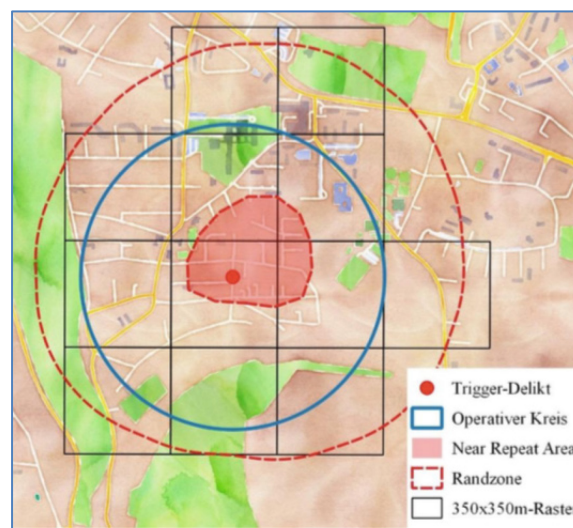 Trigger-Delikt
Operativer Kreis
Near Repeat Area
Randzone
350x350m-Raster